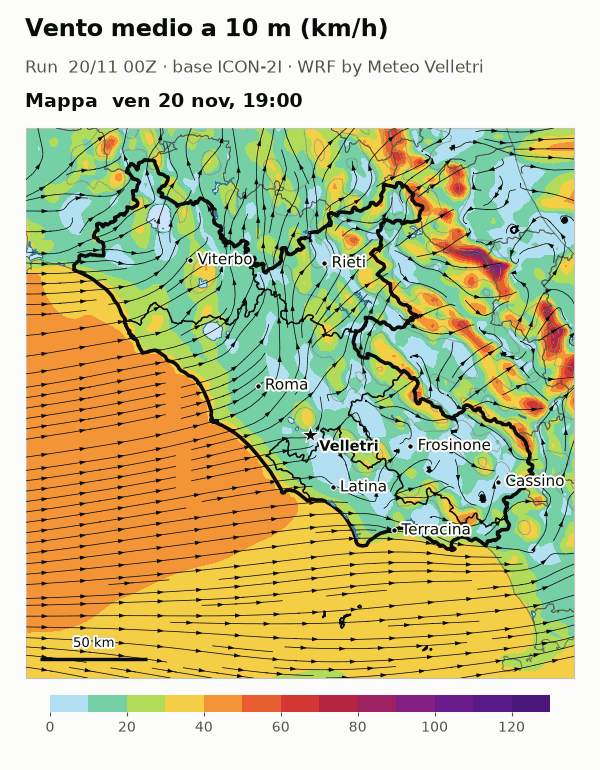 Vento medio a 10 m (km/h)
Run  20/11 00Z · base ICON-2I · WRF by Meteo Velletri
Mappa  ven 20 nov, 19:00
Viterbo
Rieti
Roma
Velletri
Frosinone
Cassino
Latina
Terracina
50 km
0 20 40 60 80 100 120